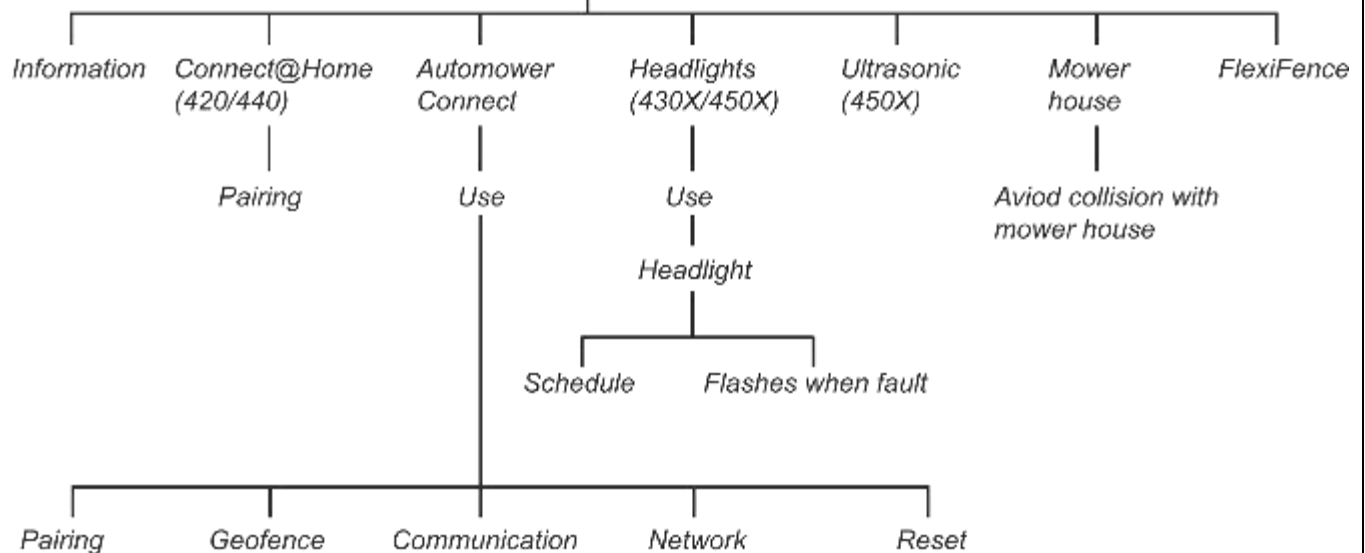 Information
Connect@Home
(420/440)
Automower
Connect
Headlights
(430X/450X)
Ultrasonic
(450X)
Mower
house
FlexiFence
Pairing
Use
Use
Aviod collision with
mower house
Headlight
Schedule
Flashes when fault
Pairing
Geofence
Communication
Network
Reset